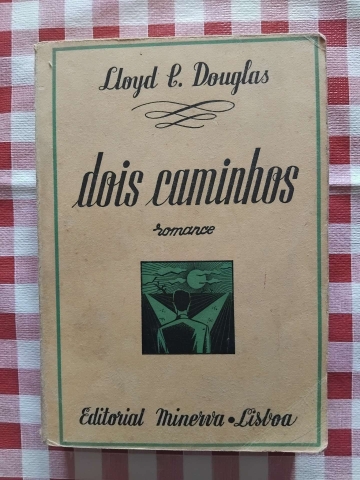 Lloyd C. Douglas
dois caminhos
romance
Editorial Minerva • Lisboa